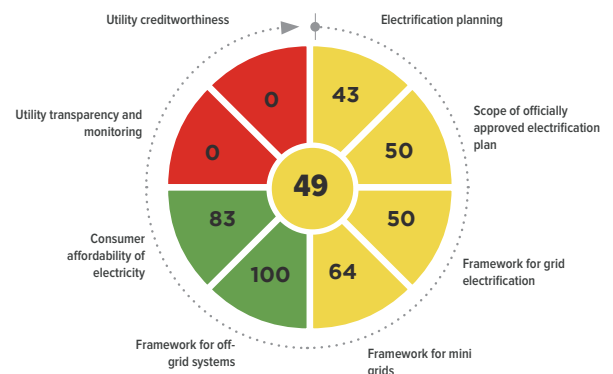 Utility creditworthiness
Electrification planning
0
43
Utility transparency and
monitoring
Scope of officially
approved electrification
plan
0
50
49
83
50
Consumer
affordability of
electricity
Framework for grid
electrification
100
64
Framework for off-
grid systems
Framework for mini
grids